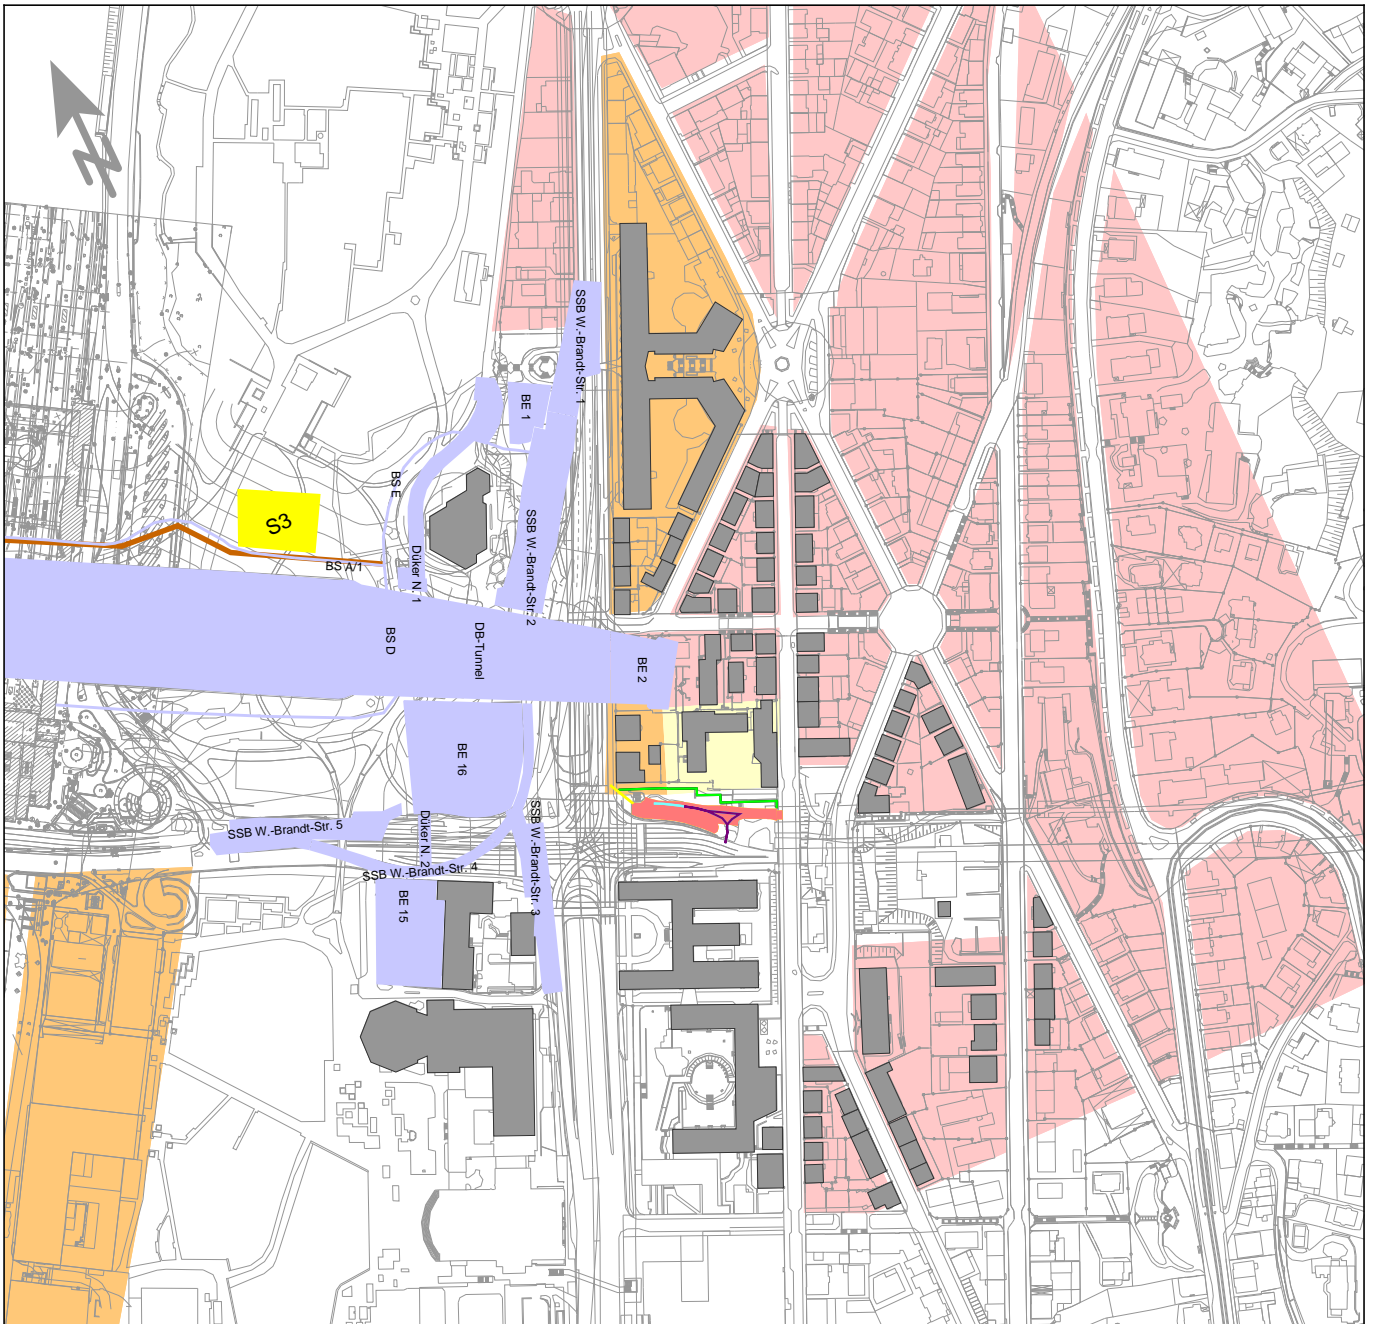 N
SSB W.-Brandt-Str. 1
BE 1
BS E
S3
SSB W.-Brandt-Str. 2
Düker N. 1
BS A/1
BS D
DB-Tunnel
BE 2
BE 16
SSB W.-Brandt-Str. 3
Düker N. 2
SSB W.-Brandt-Str. 5
SSB W.-Brandt-Str. 4
BE 15